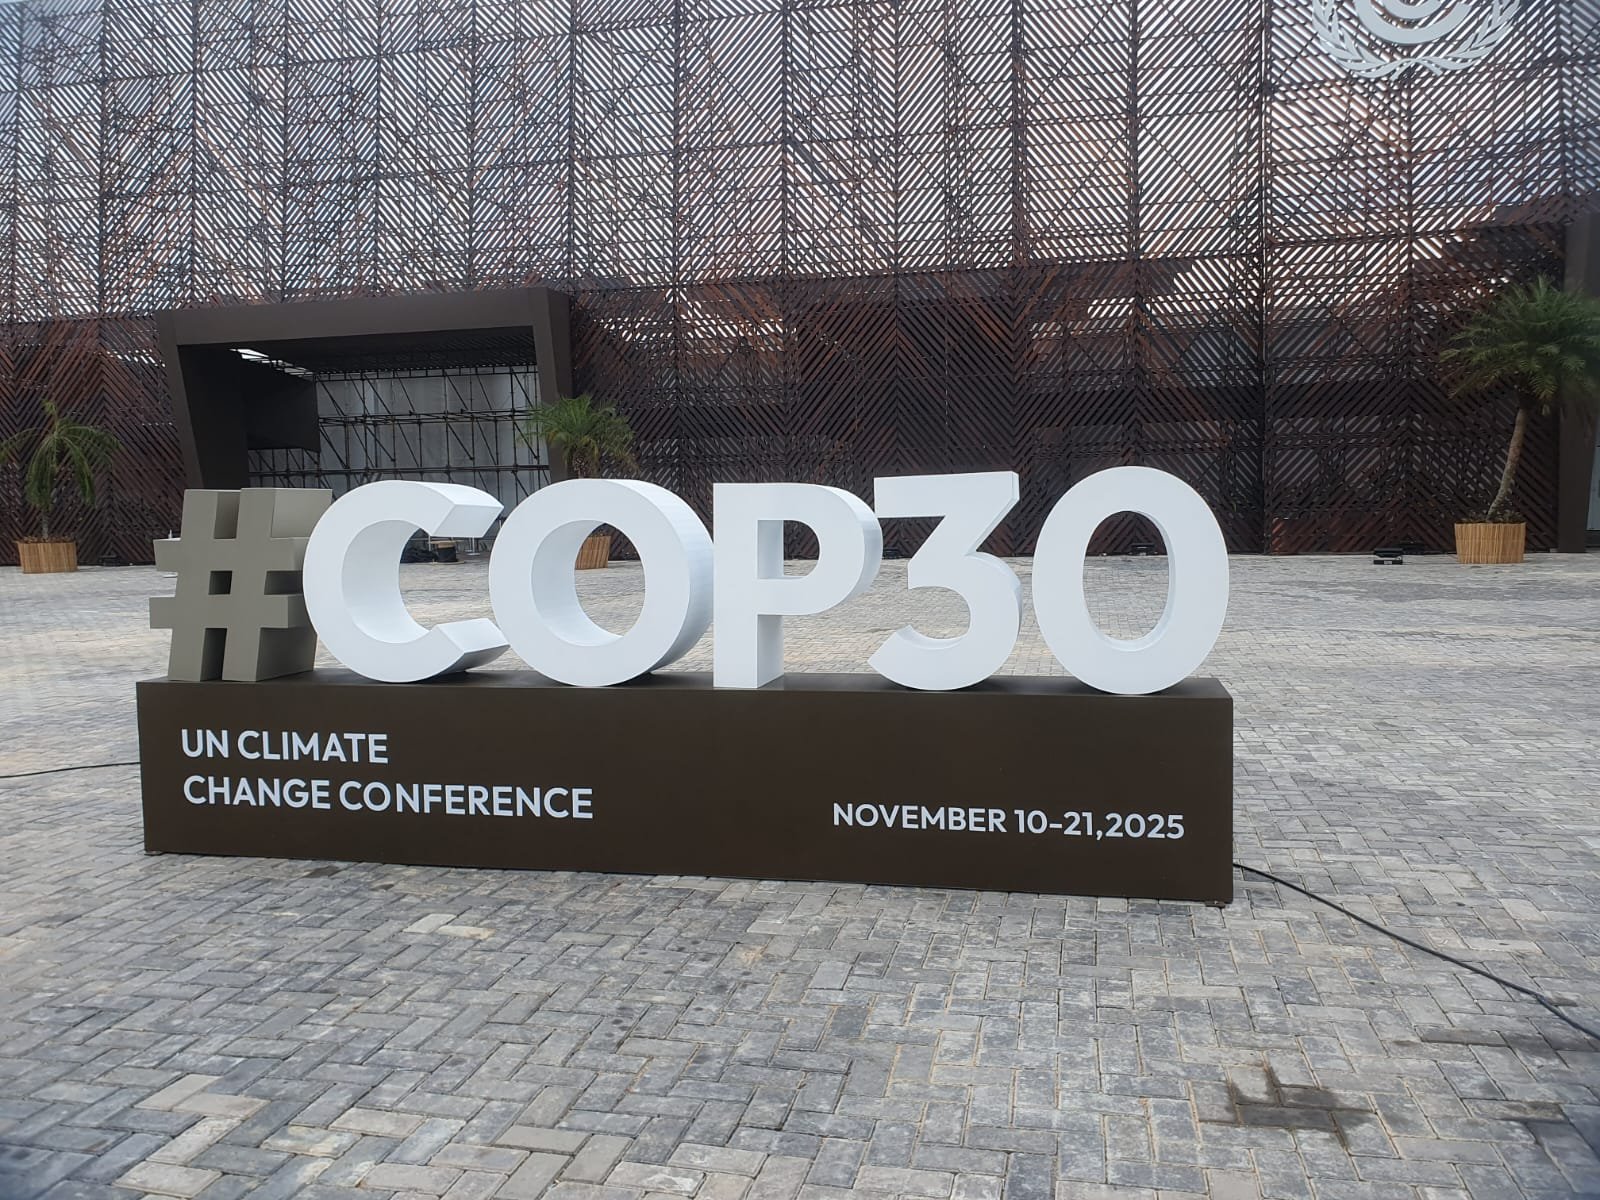 #COP30
UN CLIMATE
CHANGE CONFERENCE
NOVEMBER 10-21,2025